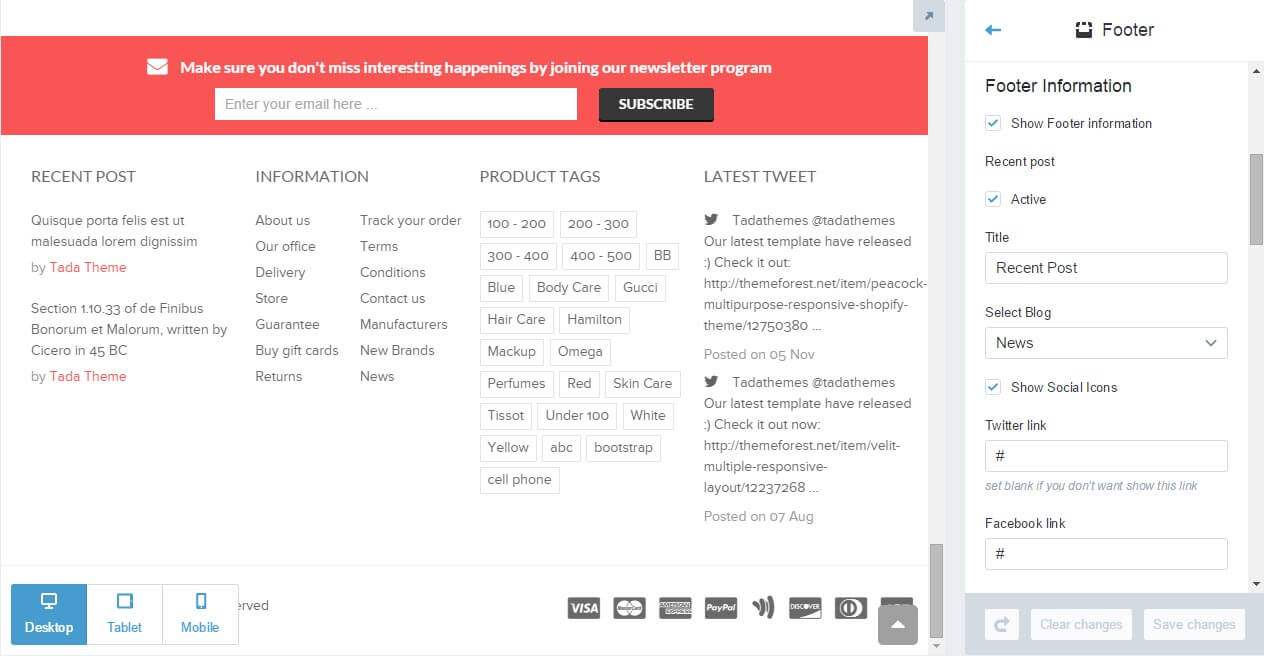 Make sure you don't miss interesting happenings by joining our newsletter program
Enter your email here ...
SUBSCRIBE
RECENT POST
Quisque porta felis est ut
malesuada lorem dignissim
by Tada Theme
Section 1.10.33 of de Finibus
Bonorum et Malorum, written by
Cicero in 45 BC
by Tada Theme
INFORMATION
About us
Our office
Delivery
Store
Guarantee
Buy gift cards
Returns
Track your order
Terms
Conditions
Contact us
Manufacturers
New Brands
News
PRODUCT TAGS
100 - 200 200 - 300
300 - 400 400 - 500 BB
Blue Body Care Gucci
Hair Care Hamilton
Mackup Omega
Perfumes Red Skin Care
Tissot Under 100 White
Yellow abc bootstrap
cell phone
LATEST TWEET
Tadathemes @tadathemes
Our latest template have released
:) Check it out:
http://themeforest.net/item/peacock-
multipurpose-responsive-shopify-
theme/12750380 ...
Posted on 05 Nov
Tadathemes @tadathemes
Our latest template have released
:) Check it out now:
http://themeforest.net/item/velit-
multiple-responsive-
layout/12237268 ...
Posted on 07 Aug
Desktop Tablet Mobile
erved
VISA MasterCard AMERICAN EXPRESS PayPal DISCOVER
Footer
Footer Information
Show Footer information
Recent post
Active
Title
Recent Post
Select Blog
News
Show Social Icons
Twitter link
#
set blank if you don't want show this link
Facebook link
#
Clear changes Save changes